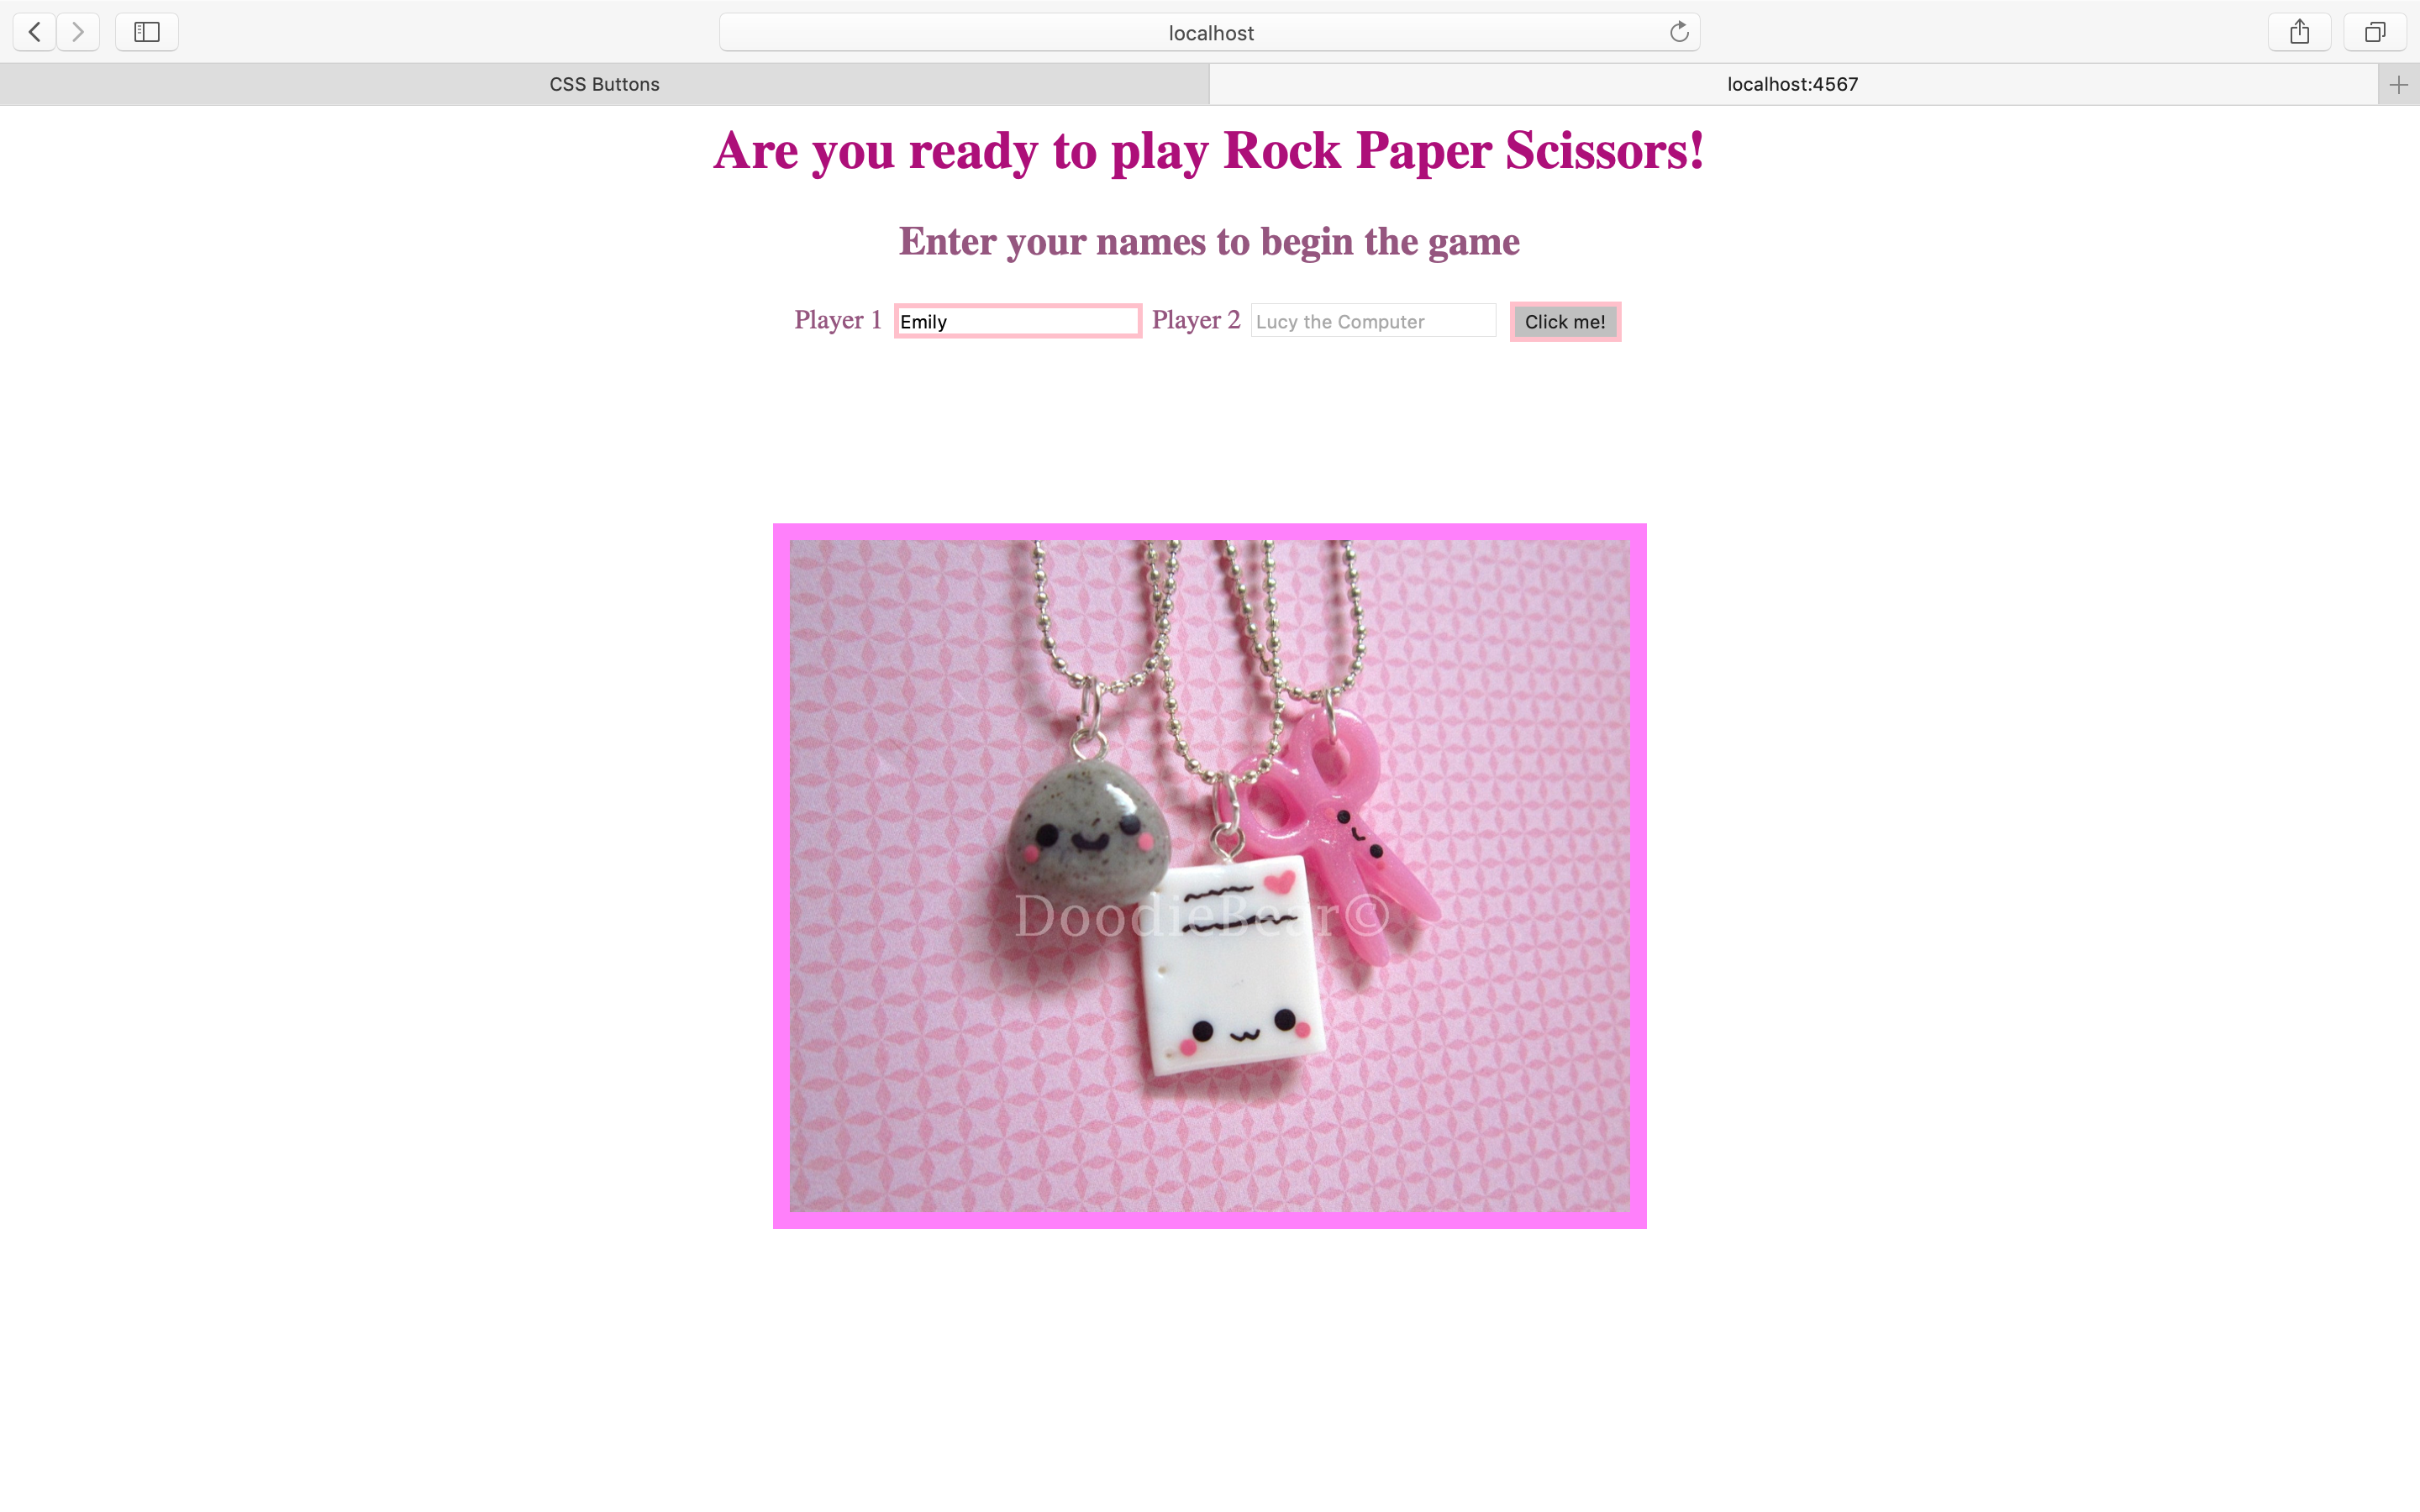 localhost
CSS Buttons
localhost:4567
Are you ready to play Rock Paper Scissors!
Enter your names to begin the game
Player 1 Emily Player 2 Lucy the Computer Click me!
DoodieBear©